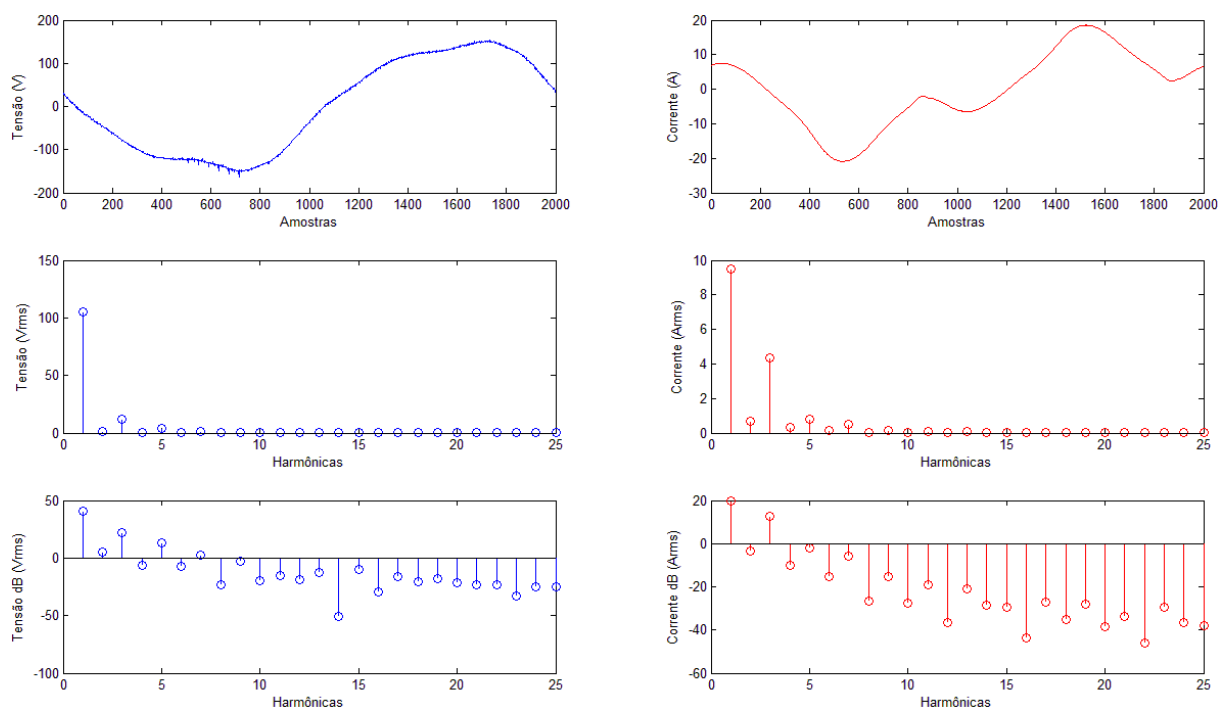 Tensão (V)
200
100
0
-100
-200
0 200 400 600 800 1000 1200 1400 1600 1800 2000
Amostras
Corrente (A)
20
10
0
-10
-20
-30
0 200 400 600 800 1000 1200 1400 1600 1800 2000
Amostras
Tensão (Vrms)
150
100
50
0
0 5 10 15 20 25
Harmônicas
Corrente (Arms)
10
8
6
4
2
0
0 5 10 15 20 25
Harmônicas
Tensão dB (Vrms)
50
0
-50
-100
0 5 10 15 20 25
Harmônicas
Corrente dB (Arms)
20
0
-20
-40
-60
0 5 10 15 20 25
Harmônicas